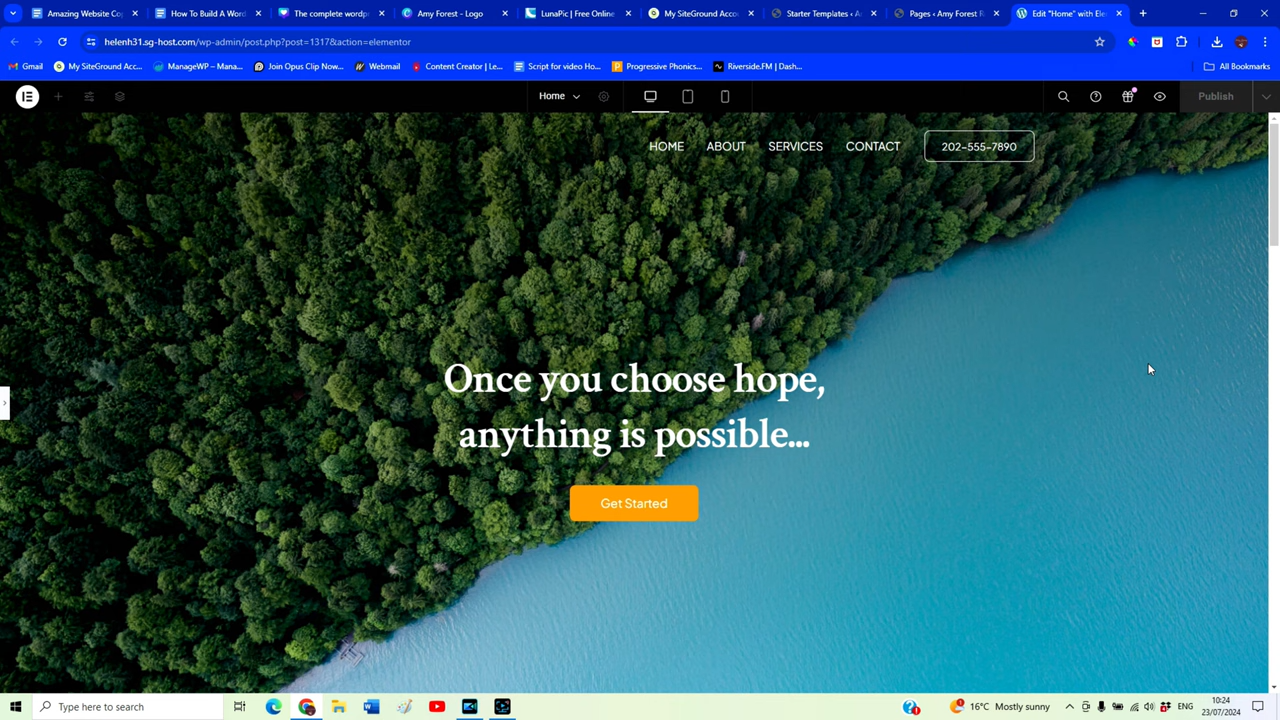 Amazing Website Cop
How To Build A Word
The complete wordp
Amy Forest - Logo
LunaPic | Free Online
My SiteGround Accou
Starter Templates ‹ A
Pages ‹ Amy Forest R
Edit "Home" with Ele
helenh31.sg-host.com/wp-admin/post.php?post=1317&action=elementor
Gmail
My SiteGround Acc...
ManageWP – Mana...
Join Opus Clip Now...
Webmail
Content Creator | Le...
Script for video Ho...
Progressive Phonics...
Riverside.FM | Dash...
All Bookmarks
Home
Publish
HOME
ABOUT
SERVICES
CONTACT
202-555-7890
Once you choose hope,
anything is possible...
Get Started
Type here to search
16°C Mostly sunny
ENG
10:24
23/07/2024